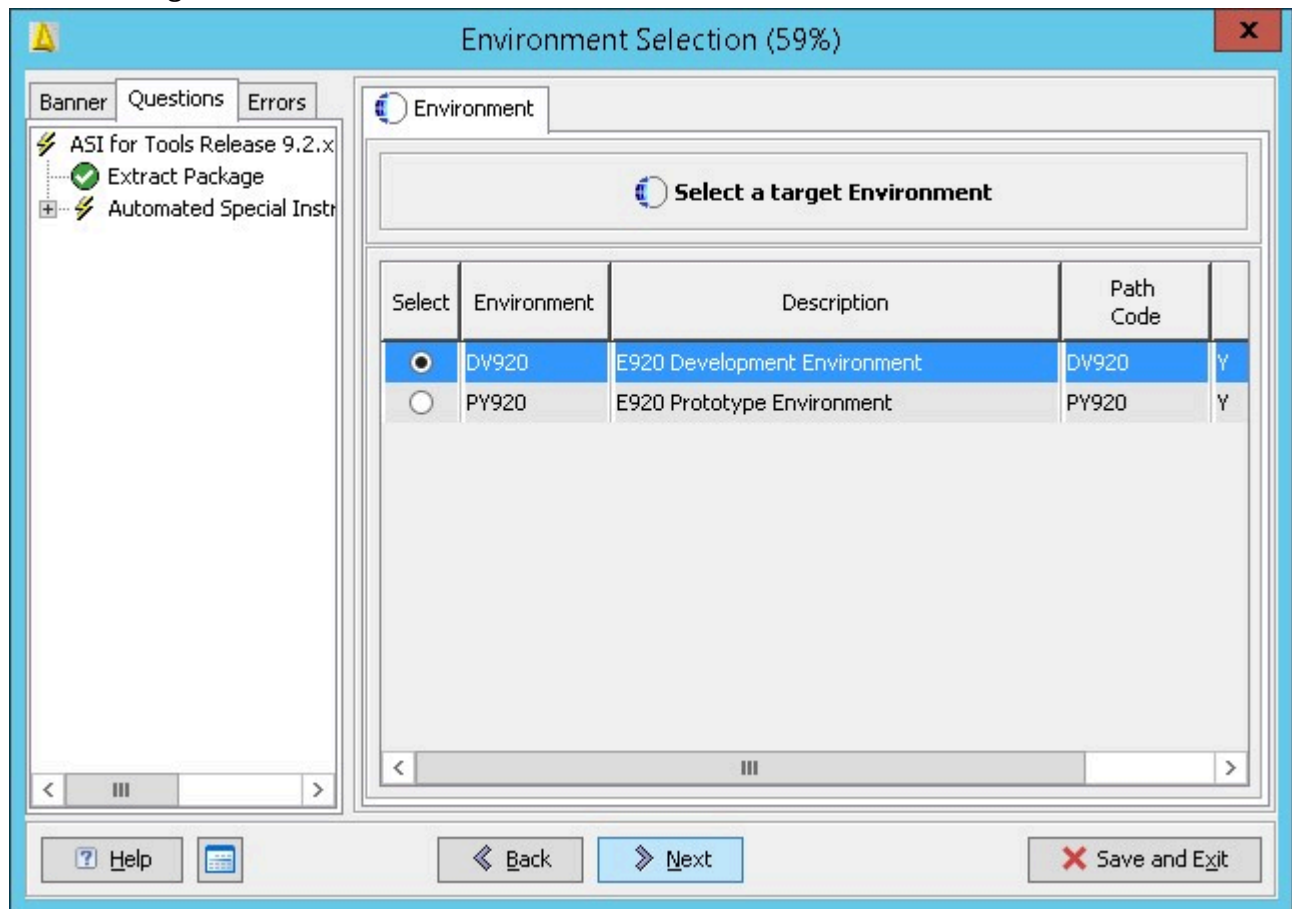 Environment Selection (59%)
x
Banner Questions Errors
ASI for Tools Release 9.2.x
Extract Package
Automated Special Instr
Environment
Select a target Environment
Select Environment Description Path Code
DV920 E920 Development Environment DV920 Y
PY920 E920 Prototype Environment PY920 Y
? Help
Back
Next
Save and Exit